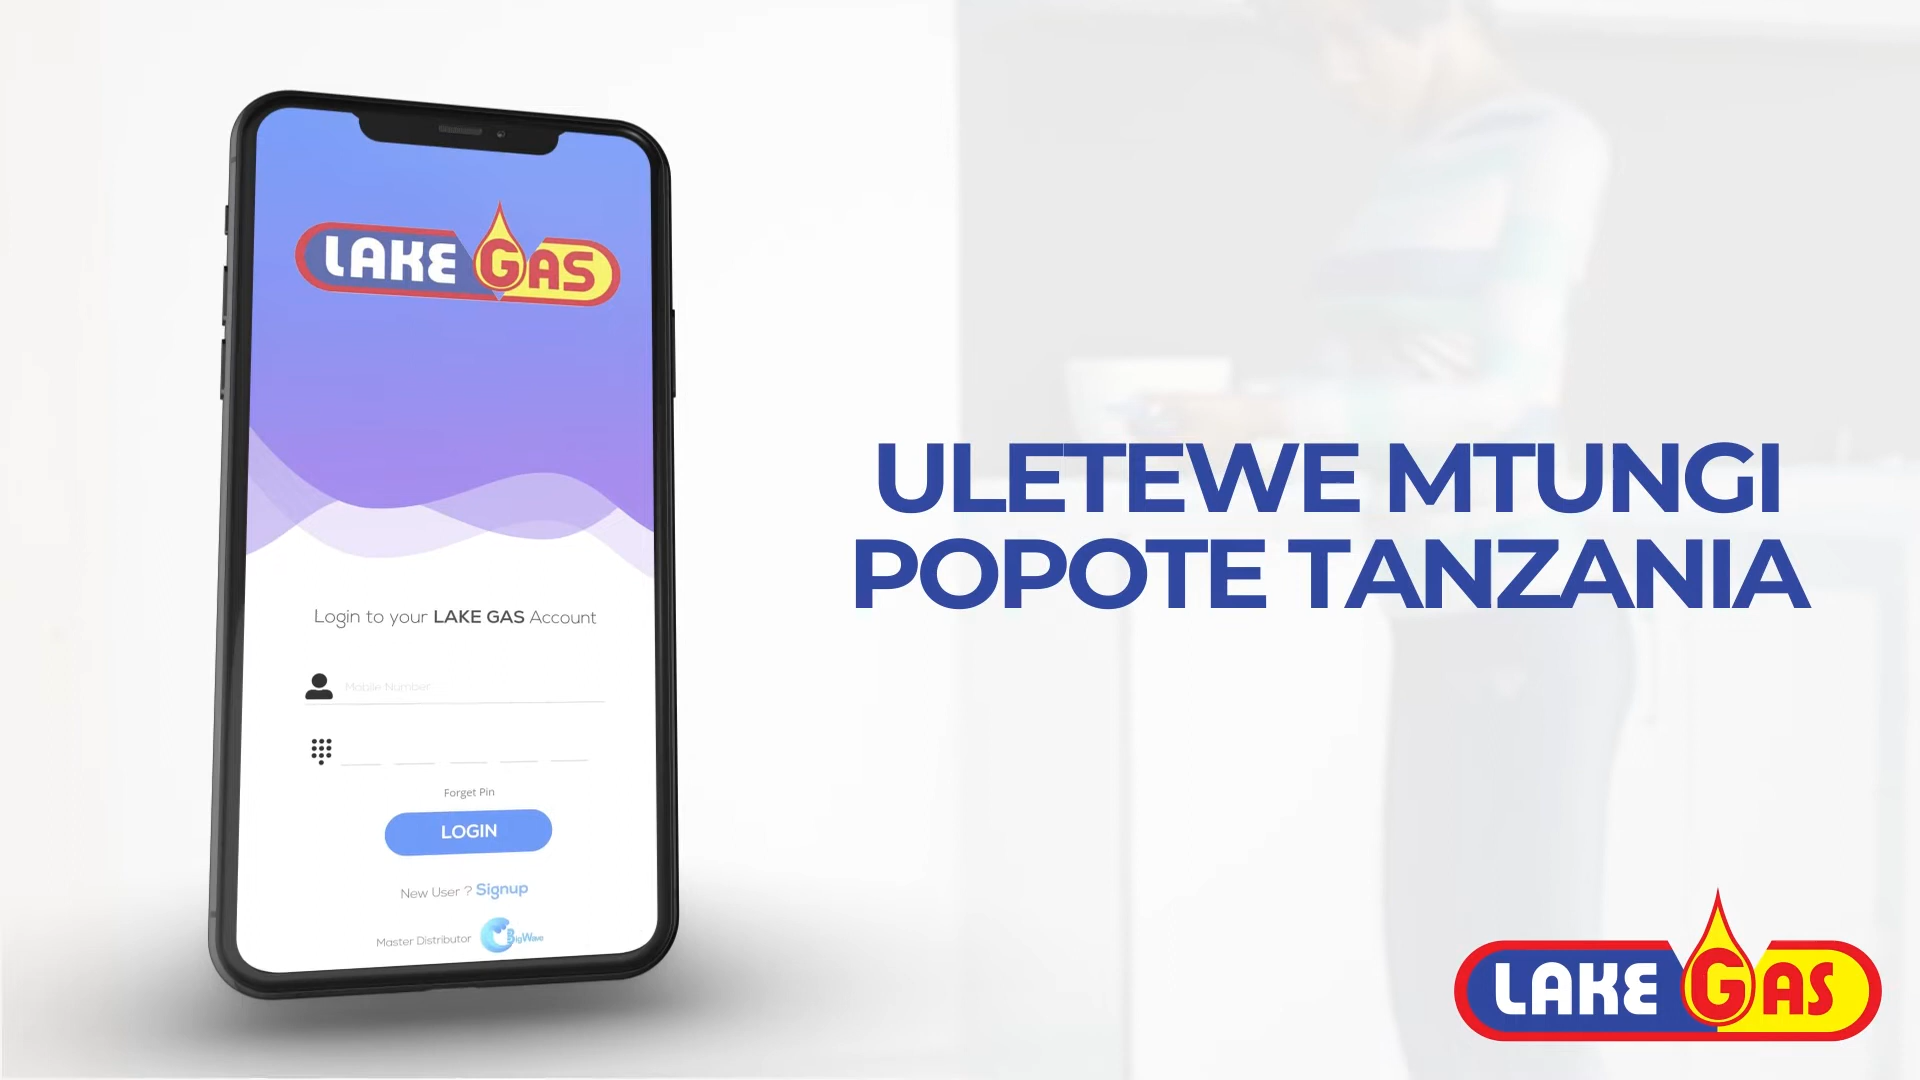 LAKE GAS
Login to your LAKE GAS Account
Mobile Number
Forget Pin
LOGIN
New User ? Signup
Master Distributor BigWave
ULETEWE MTUNGI
POPOTE TANZANIA
LAKE GAS